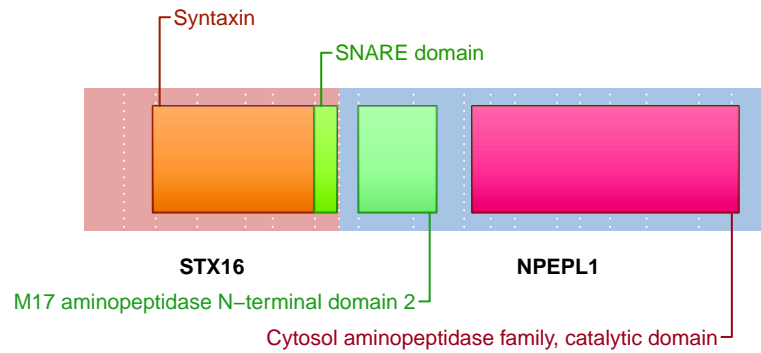 Syntaxin
SNARE domain
STX16
NPEPL1
M17 aminopeptidase N−terminal domain 2
Cytosol aminopeptidase family, catalytic domain